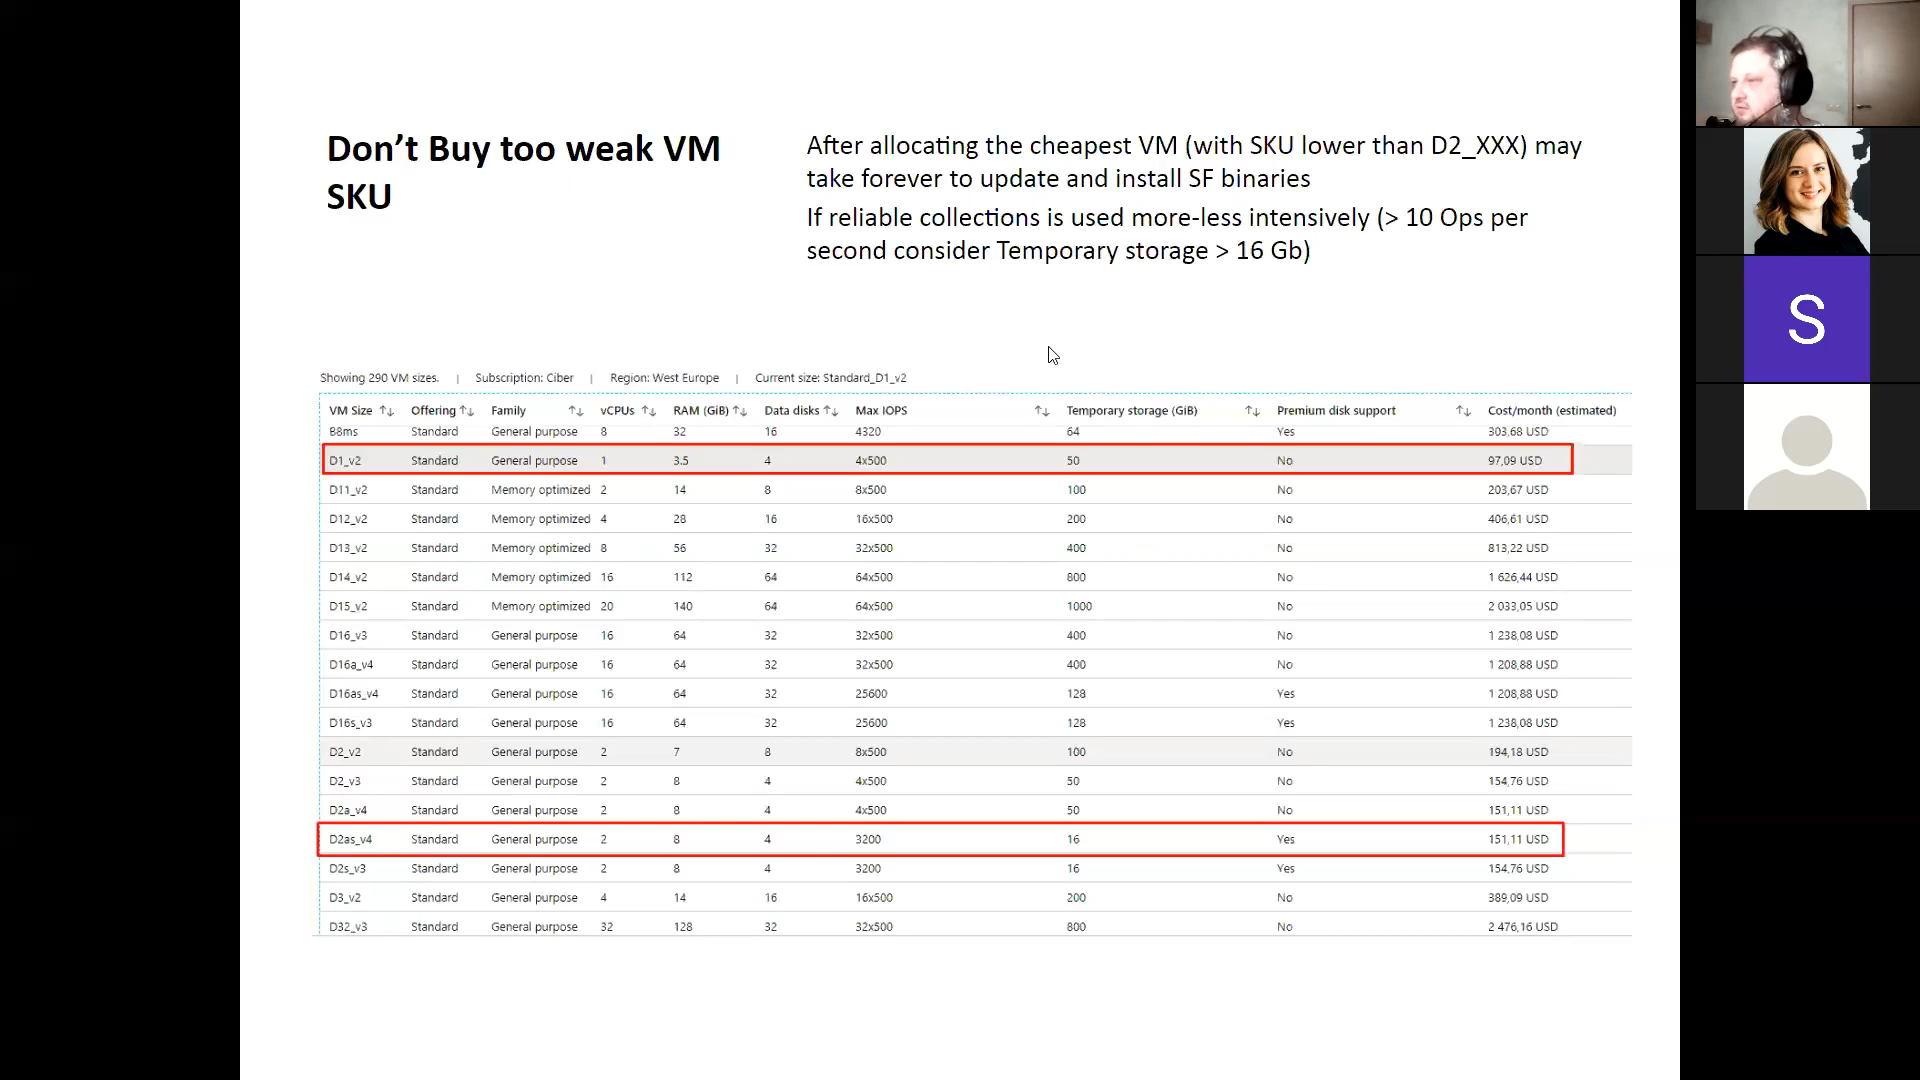 Don’t Buy too weak VM
SKU
After allocating the cheapest VM (with SKU lower than D2_XXX) may
take forever to update and install SF binaries
If reliable collections is used more-less intensively (> 10 Ops per
second consider Temporary storage > 16 Gb)
Showing 290 VM sizes. | Subscription: Ciber | Region: West Europe | Current size: Standard_D1_v2
VM Size Offering Family vCPUs RAM (GiB) Data disks Max IOPS Temporary storage (GiB) Premium disk support Cost/month (estimated)
B8ms Standard General purpose 8 32 16 4320 64 Yes 303,68 USD
D1_v2 Standard General purpose 1 3.5 4 4x500 50 No 97,09 USD
D11_v2 Standard Memory optimized 2 14 8 8x500 100 No 203,67 USD
D12_v2 Standard Memory optimized 4 28 16 16x500 200 No 406,61 USD
D13_v2 Standard Memory optimized 8 56 32 32x500 400 No 813,22 USD
D14_v2 Standard Memory optimized 16 112 64 64x500 800 No 1 626,44 USD
D15_v2 Standard Memory optimized 20 140 64 64x500 1000 No 2 033,05 USD
D16_v3 Standard General purpose 16 64 32 32x500 400 No 1 238,08 USD
D16a_v4 Standard General purpose 16 64 32 32x500 400 No 1 208,88 USD
D16as_v4 Standard General purpose 16 64 32 25600 128 Yes 1 208,88 USD
D16s_v3 Standard General purpose 16 64 32 25600 128 Yes 1 238,08 USD
D2_v2 Standard General purpose 2 7 8 8x500 100 No 194,18 USD
D2_v3 Standard General purpose 2 8 4 4x500 50 No 154,76 USD
D2a_v4 Standard General purpose 2 8 4 4x500 50 No 151,11 USD
D2as_v4 Standard General purpose 2 8 4 3200 16 Yes 151,11 USD
D2s_v3 Standard General purpose 2 8 4 3200 16 Yes 154,76 USD
D3_v2 Standard General purpose 4 14 16 16x500 200 No 389,09 USD
D32_v3 Standard General purpose 32 128 32 32x500 800 No 2 476,16 USD
S